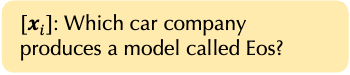 [𝒙ᵢ]: Which car company
produces a model called Eos?